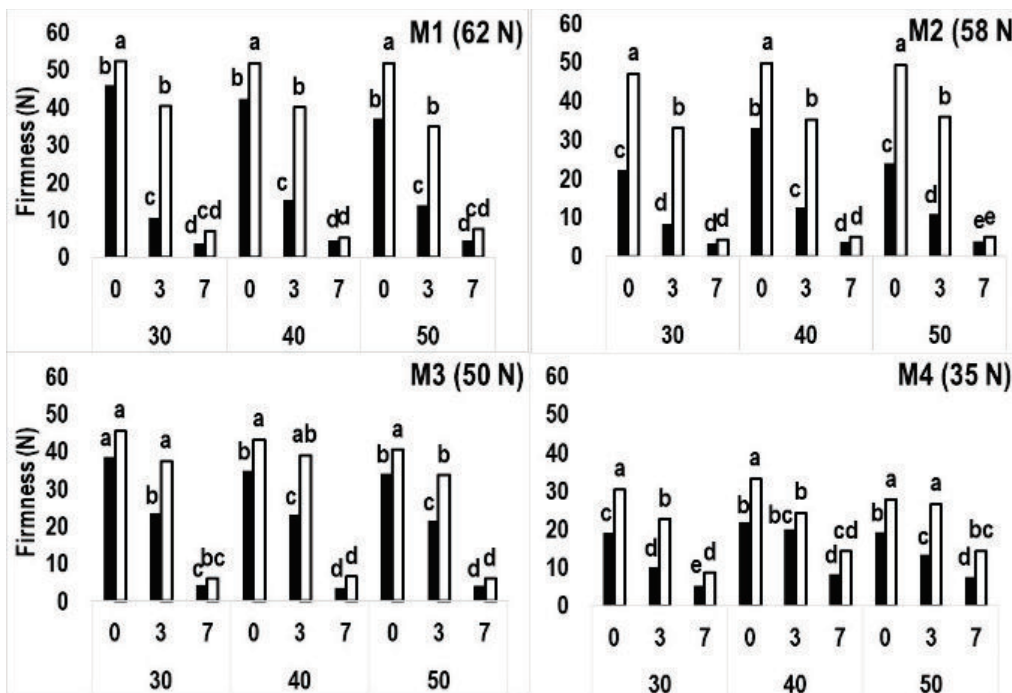 M1 (62 N)
Firmness (N)
60
50
40
30
20
10
0
b a c b d cd
b a c b d d
b a c b d cd
0 3 7 0 3 7 0 3 7
30 40 50
M2 (58 N
60
50
40
30
20
10
0
c a d b d d
b a c b d d
c a d b e e
0 3 7 0 3 7 0 3 7
30 40 50
M3 (50 N)
Firmness (N)
60
50
40
30
20
10
0
a a b a c bc
b a c ab d d
b a c b d d
0 3 7 0 3 7 0 3 7
30 40 50
M4 (35 N)
60
50
40
30
20
10
0
c a d b e d
b a bc b d cd
b a c a d bc
0 3 7 0 3 7 0 3 7
30 40 50